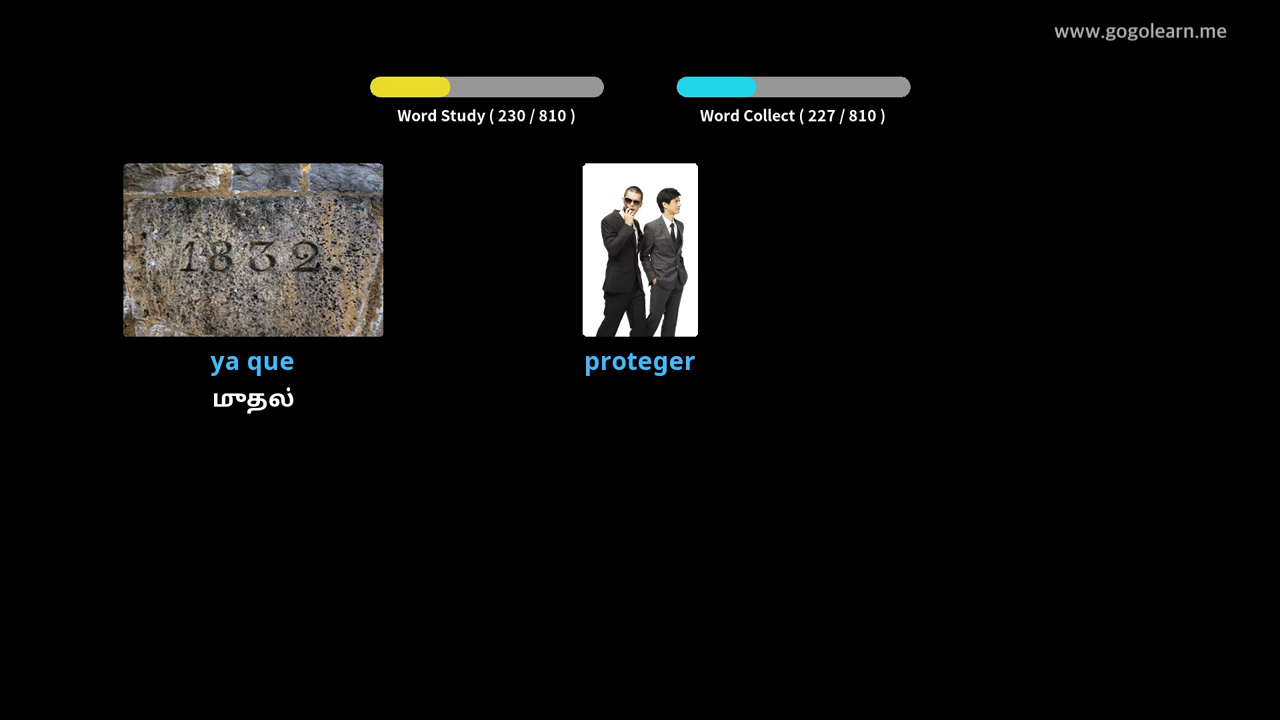 www.gogolearn.me
Word Study ( 230 / 810 )
Word Collect ( 227 / 810 )
1832.
ya que
முதல்
proteger